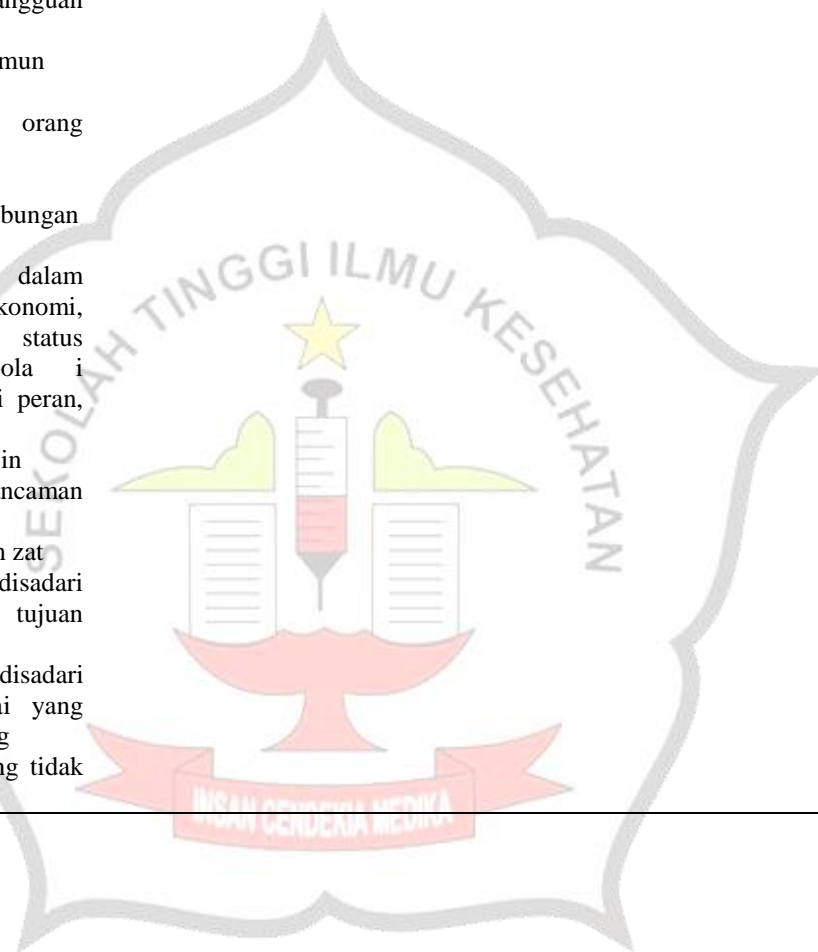 mun
orang
bungan
dalam
konomi,
status
ola i
i peran,
in
ncaman
n zat
disadari
tujuan
disadari
ai yang
g
ng tidak
SEKOLAH TINGGI ILMU KESEHATAN
INSAN CENDEKIA MEDIKA